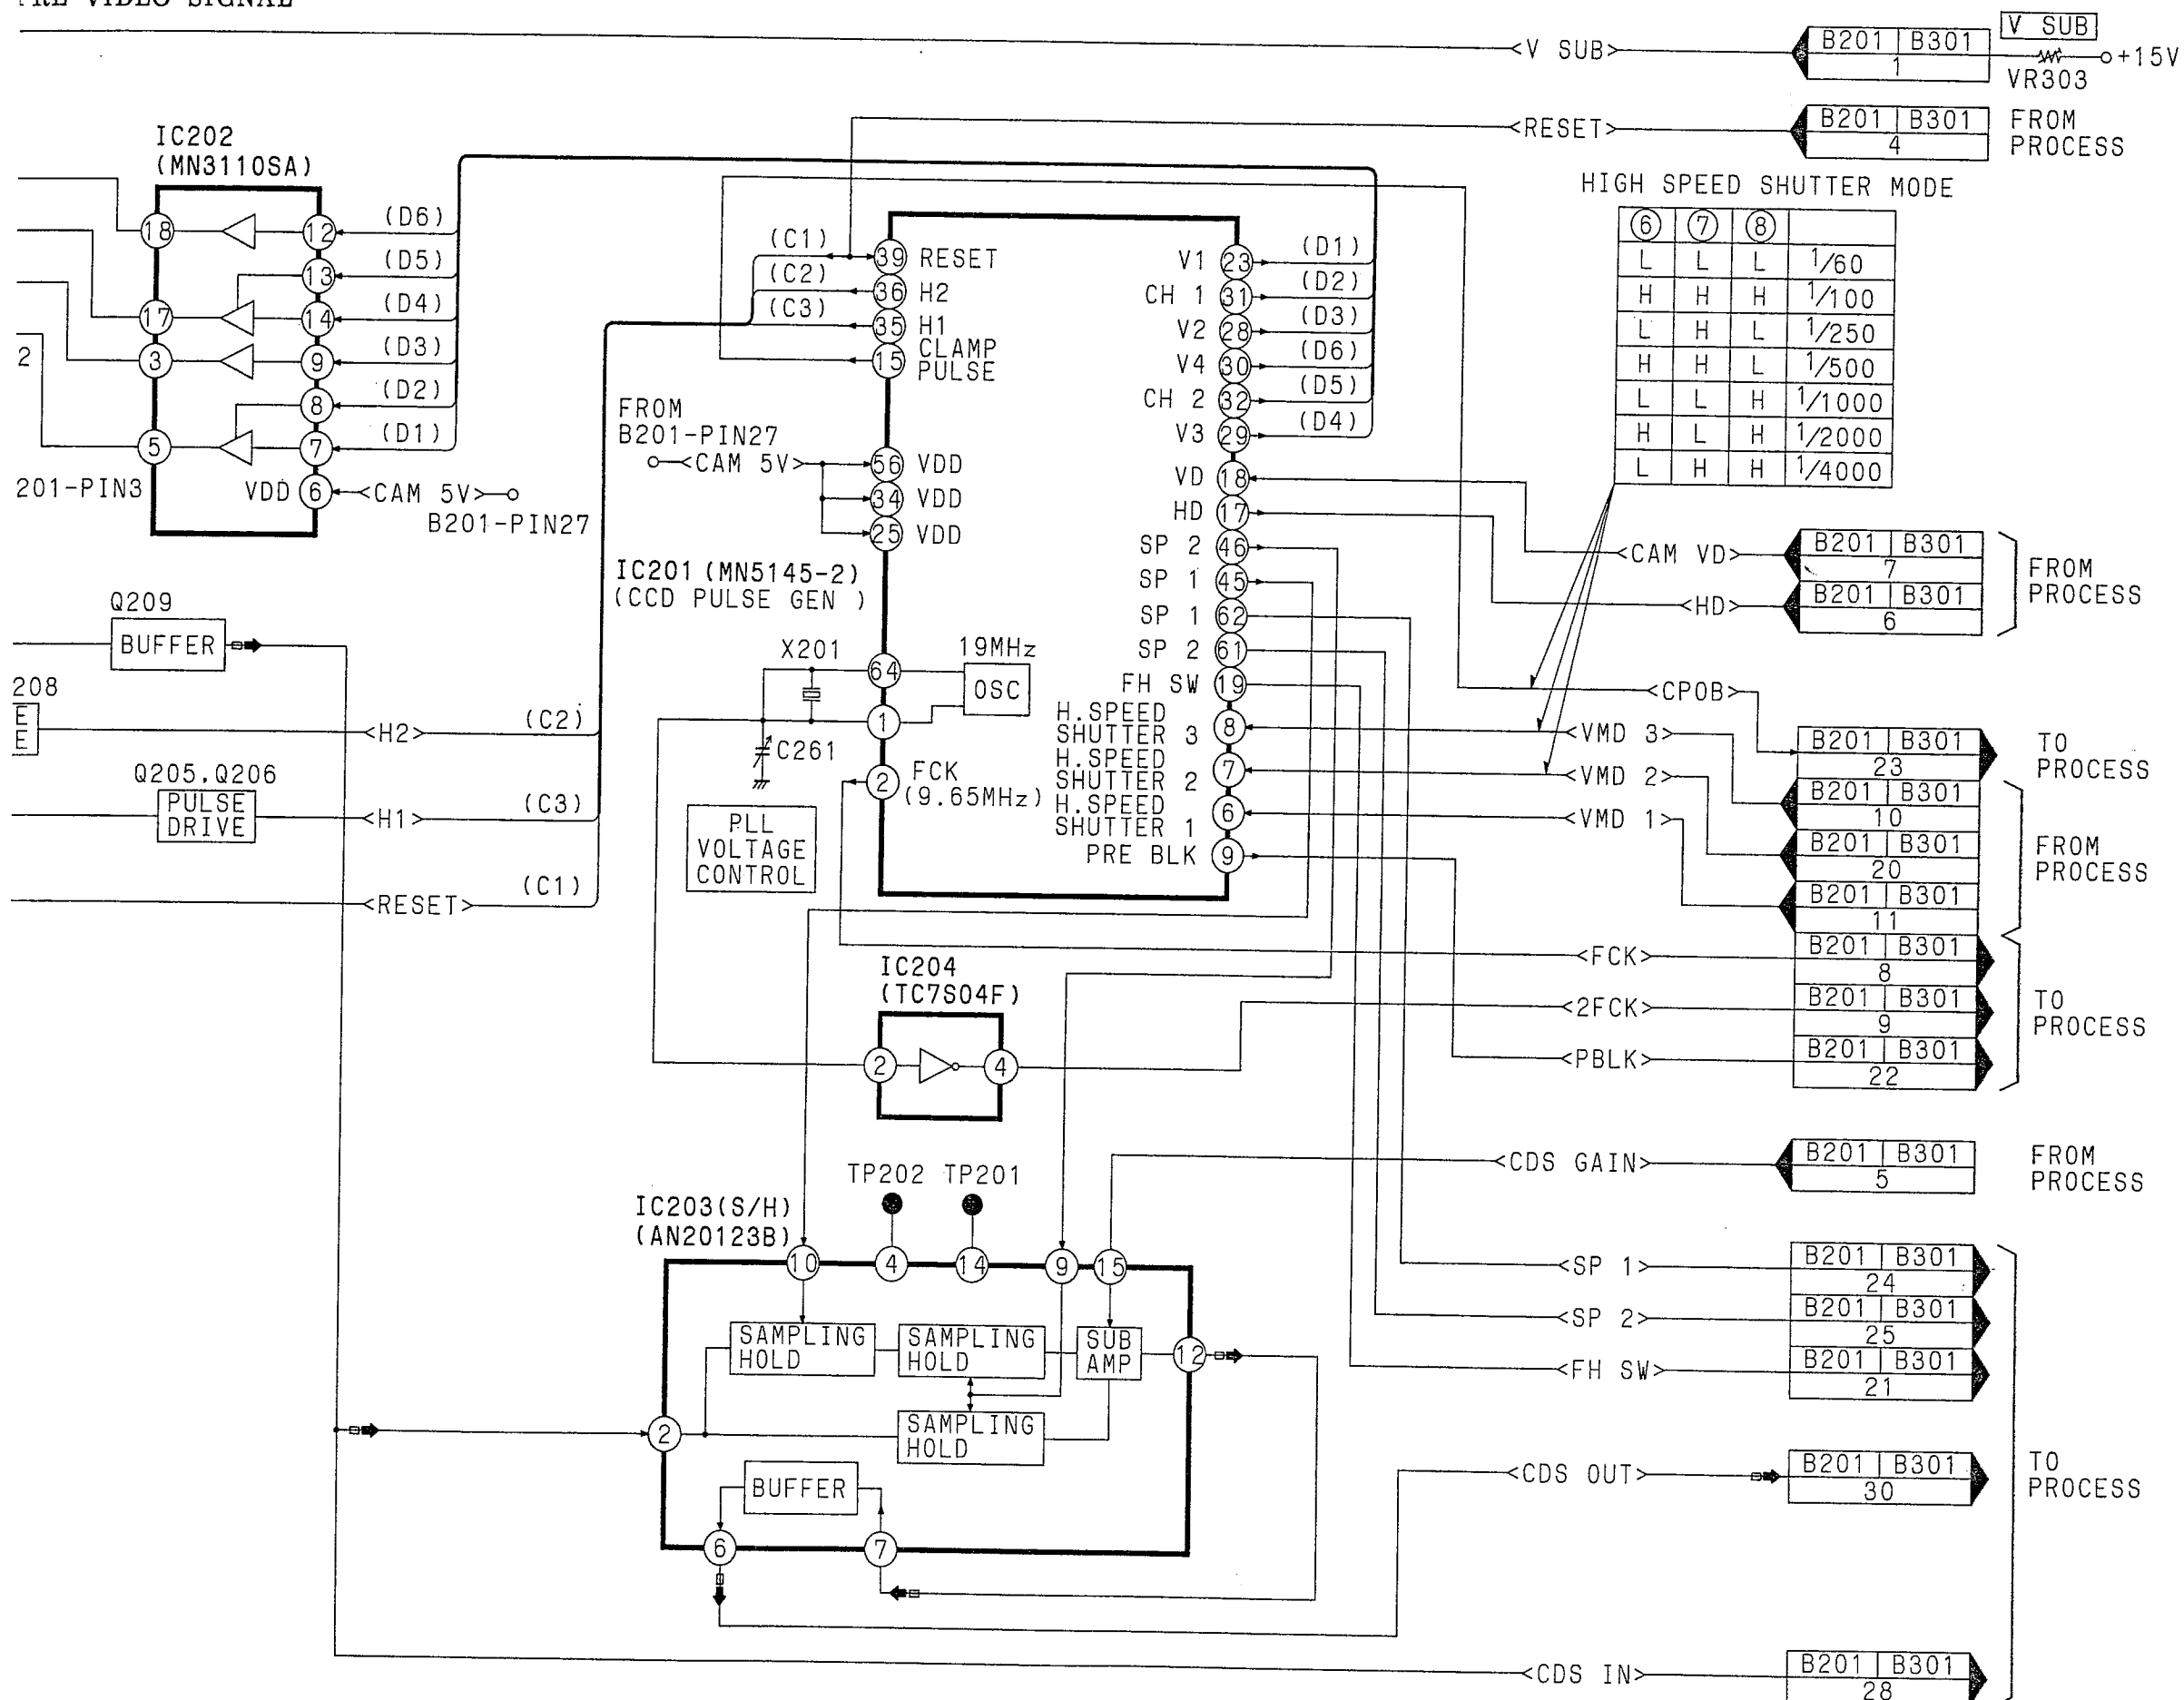 PRE VIDEO SIGNAL
<V SUB>
B201 B301
1
V SUB
+15V
VR303
<RESET>
B201 B301
4
FROM
PROCESS
IC202
(MN3110SA)
18
12
(D6)
13
(D5)
17
14
(D4)
3
9
(D3)
2
8
(D2)
5
7
(D1)
201-PIN3
VDD
6
<CAM 5V>
B201-PIN27
(C1)
39
RESET
(C2)
36
H2
(C3)
35
H1
15
CLAMP
PULSE
FROM
B201-PIN27
<CAM 5V>
56
VDD
34
VDD
25
VDD
IC201 (MN5145-2)
(CCD PULSE GEN )
V1
23
(D1)
CH 1
31
(D2)
V2
28
(D3)
V4
30
(D6)
CH 2
32
(D5)
V3
29
(D4)
VD
18
HD
17
SP 2
46
SP 1
45
SP 1
62
SP 2
61
FH SW
19
H.SPEED
SHUTTER 3
8
H.SPEED
SHUTTER 2
7
H.SPEED
SHUTTER 1
6
PRE BLK
9
X201
64
19MHz
OSC
1
C261
2
FCK
(9.65MHz)
PLL
VOLTAGE
CONTROL
HIGH SPEED SHUTTER MODE
6 7 8
L L L 1/60
H H H 1/100
L H L 1/250
H H L 1/500
L L H 1/1000
H L H 1/2000
L H H 1/4000
<CAM VD>
B201 B301
7
<HD>
B201 B301
6
FROM
PROCESS
<CPOB>
B201 B301
23
TO
PROCESS
<VMD 3>
B201 B301
10
<VMD 2>
B201 B301
20
<VMD 1>
B201 B301
11
FROM
PROCESS
<FCK>
B201 B301
8
<2FCK>
B201 B301
9
<PBLK>
B201 B301
22
TO
PROCESS
Q209
BUFFER
208
E
E
<H2>
(C2)
Q205.Q206
PULSE
DRIVE
<H1>
(C3)
<RESET>
(C1)
IC204
(TC7S04F)
2
4
<CDS GAIN>
B201 B301
5
FROM
PROCESS
TP202 TP201
IC203(S/H)
(AN20123B)
10
4
14
9
15
SAMPLING
HOLD
SAMPLING
HOLD
SUB
AMP
12
2
SAMPLING
HOLD
BUFFER
6
7
<SP 1>
B201 B301
24
<SP 2>
B201 B301
25
<FH SW>
B201 B301
21
<CDS OUT>
B201 B301
30
TO
PROCESS
<CDS IN>
B201 B301
28